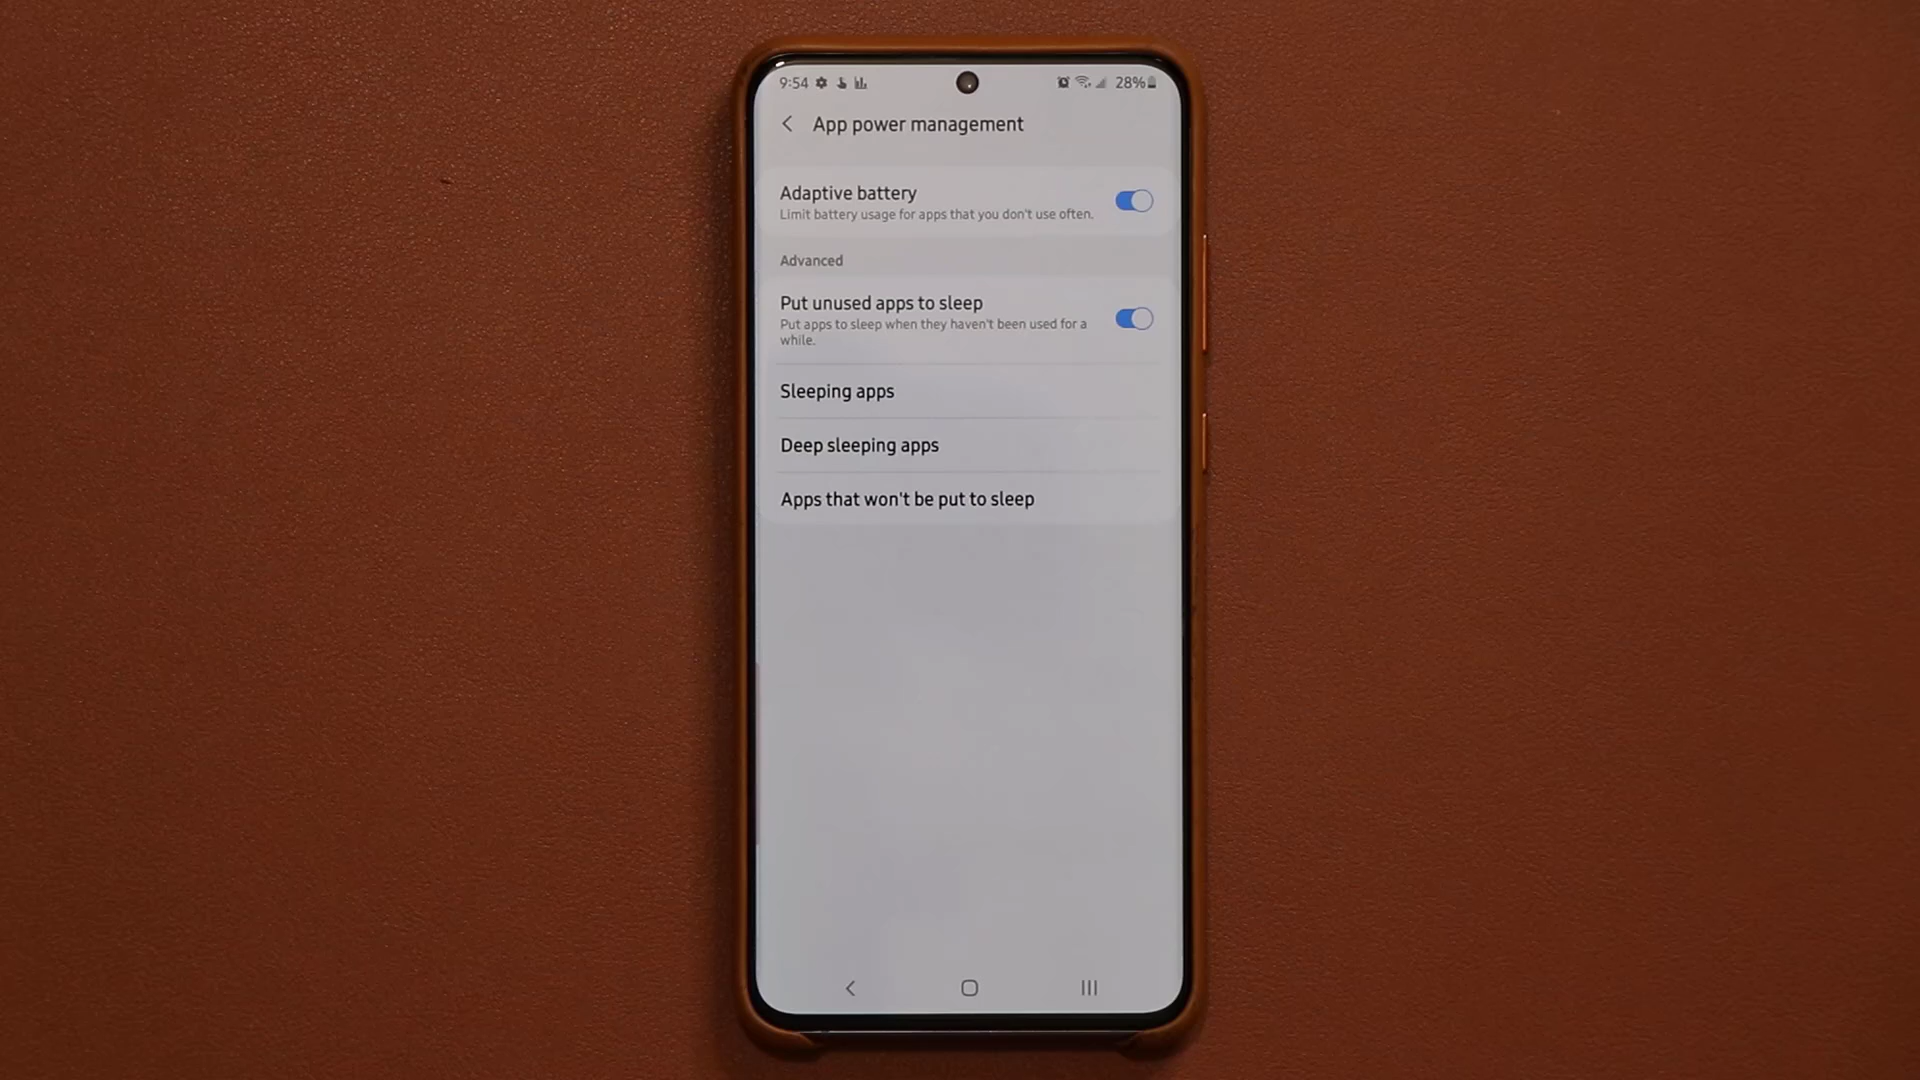 9:54 28%
App power management
Adaptive battery
Limit battery usage for apps that you don't use often.
Advanced
Put unused apps to sleep
Put apps to sleep when they haven't been used for a
while.
Sleeping apps
Deep sleeping apps
Apps that won't be put to sleep